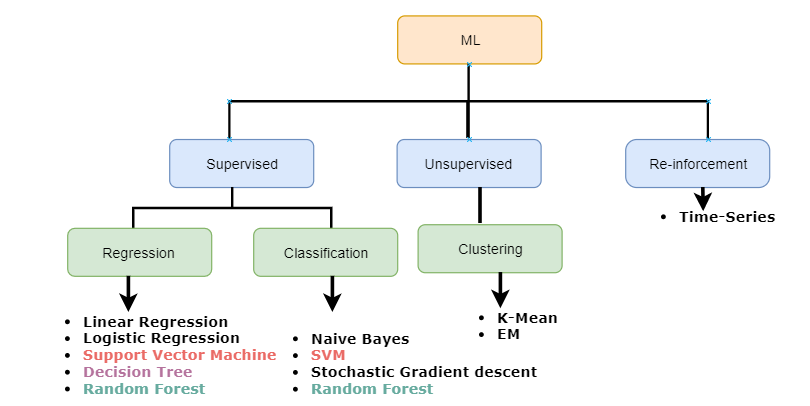 ML
Supervised
Unsupervised
Re-inforcement
• Time-Series
Regression
Classification
Clustering
• Linear Regression
• Logistic Regression
• Support Vector Machine
• Decision Tree
• Random Forest
• Naive Bayes
• SVM
• Stochastic Gradient descent
• Random Forest
• K-Mean
• EM